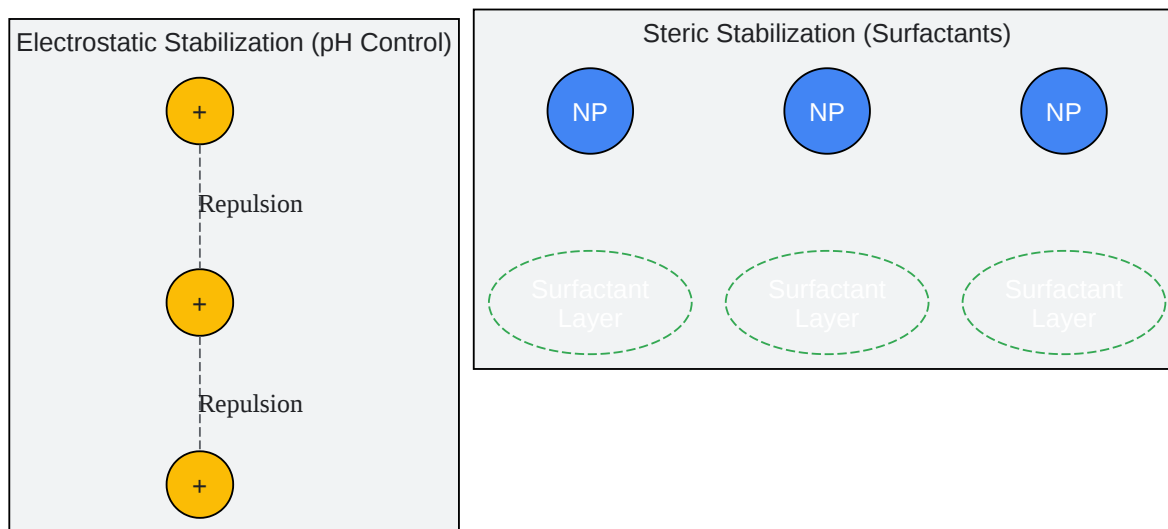 Electrostatic Stabilization (pH Control)
+
Repulsion
+
Repulsion
+
Steric Stabilization (Surfactants)
NP
NP
NP
Surfactant
Layer
Surfactant
Layer
Surfactant
Layer